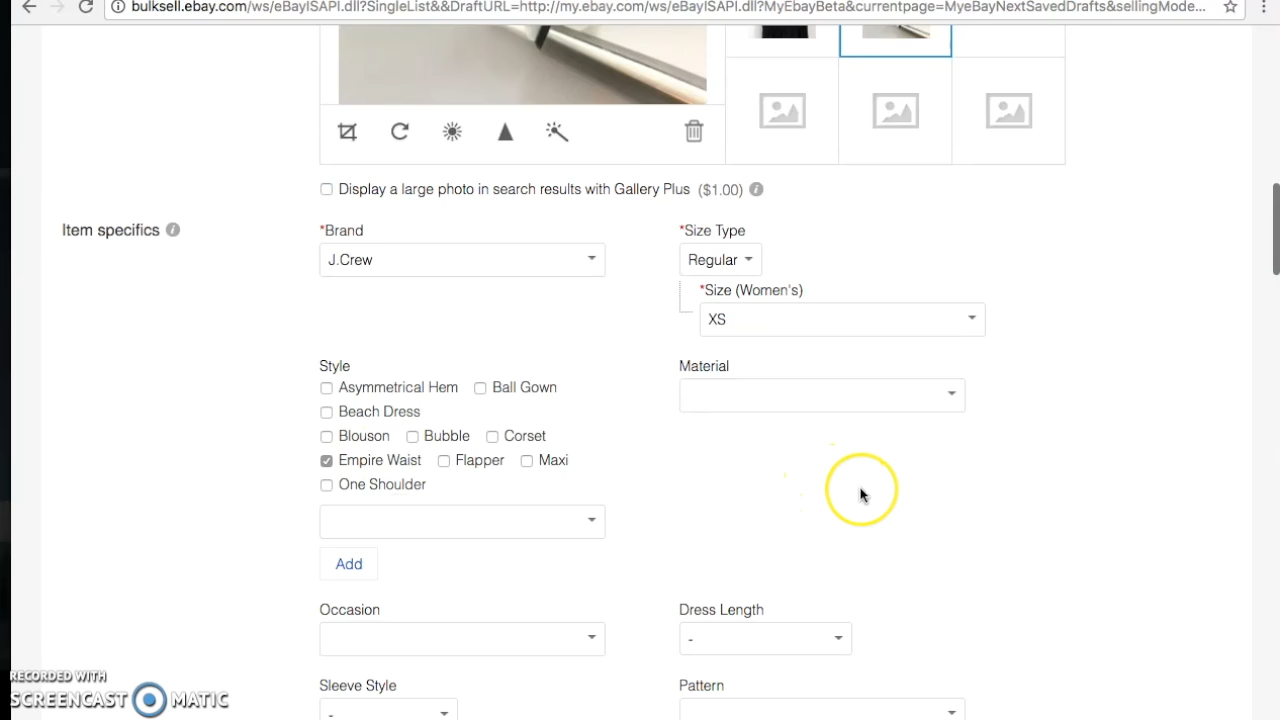 bulksell.ebay.com/ws/eBayISAPI.dll?SingleList&&DraftURL=http://my.ebay.com/ws/eBayISAPI.dll?MyEbayBeta&currentpage=MyeBayNextSavedDrafts&sellingMode...
Display a large photo in search results with Gallery Plus ($1.00)
Item specifics
*Brand
*Size Type
J.Crew
Regular
*Size (Women's)
XS
Style
Material
Asymmetrical Hem
Ball Gown
Beach Dress
Blouson
Bubble
Corset
Empire Waist
Flapper
Maxi
One Shoulder
Add
Occasion
Dress Length
-
Sleeve Style
Pattern
-
RECORDED WITH
SCREENCAST MATIC